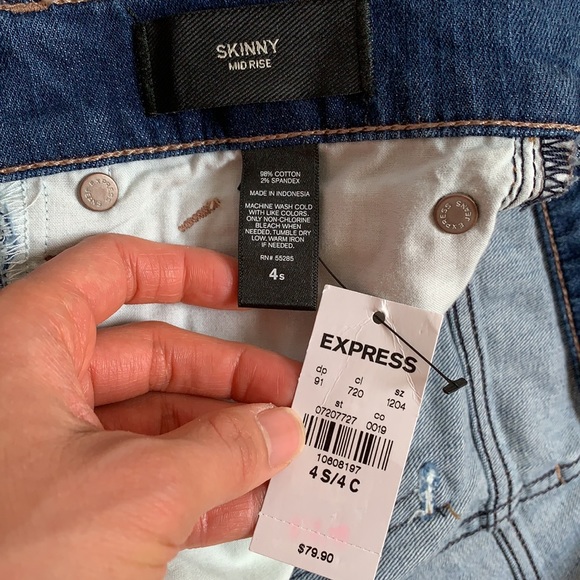 SKINNY
MID RISE
98% COTTON
2% SPANDEX
MADE IN INDONESIA
MACHINE WASH COLD
WITH LIKE COLORS.
ONLY NON-CHLORINE
BLEACH WHEN
NEEDED, TUMBLE DRY
LOW. WARM IRON
IF NEEDED.
RN# 55285
4s
EXPRESS
dp cl sz
91 720 1204
st co
07207727 0019
10608197
4 S/4 C
$79.90